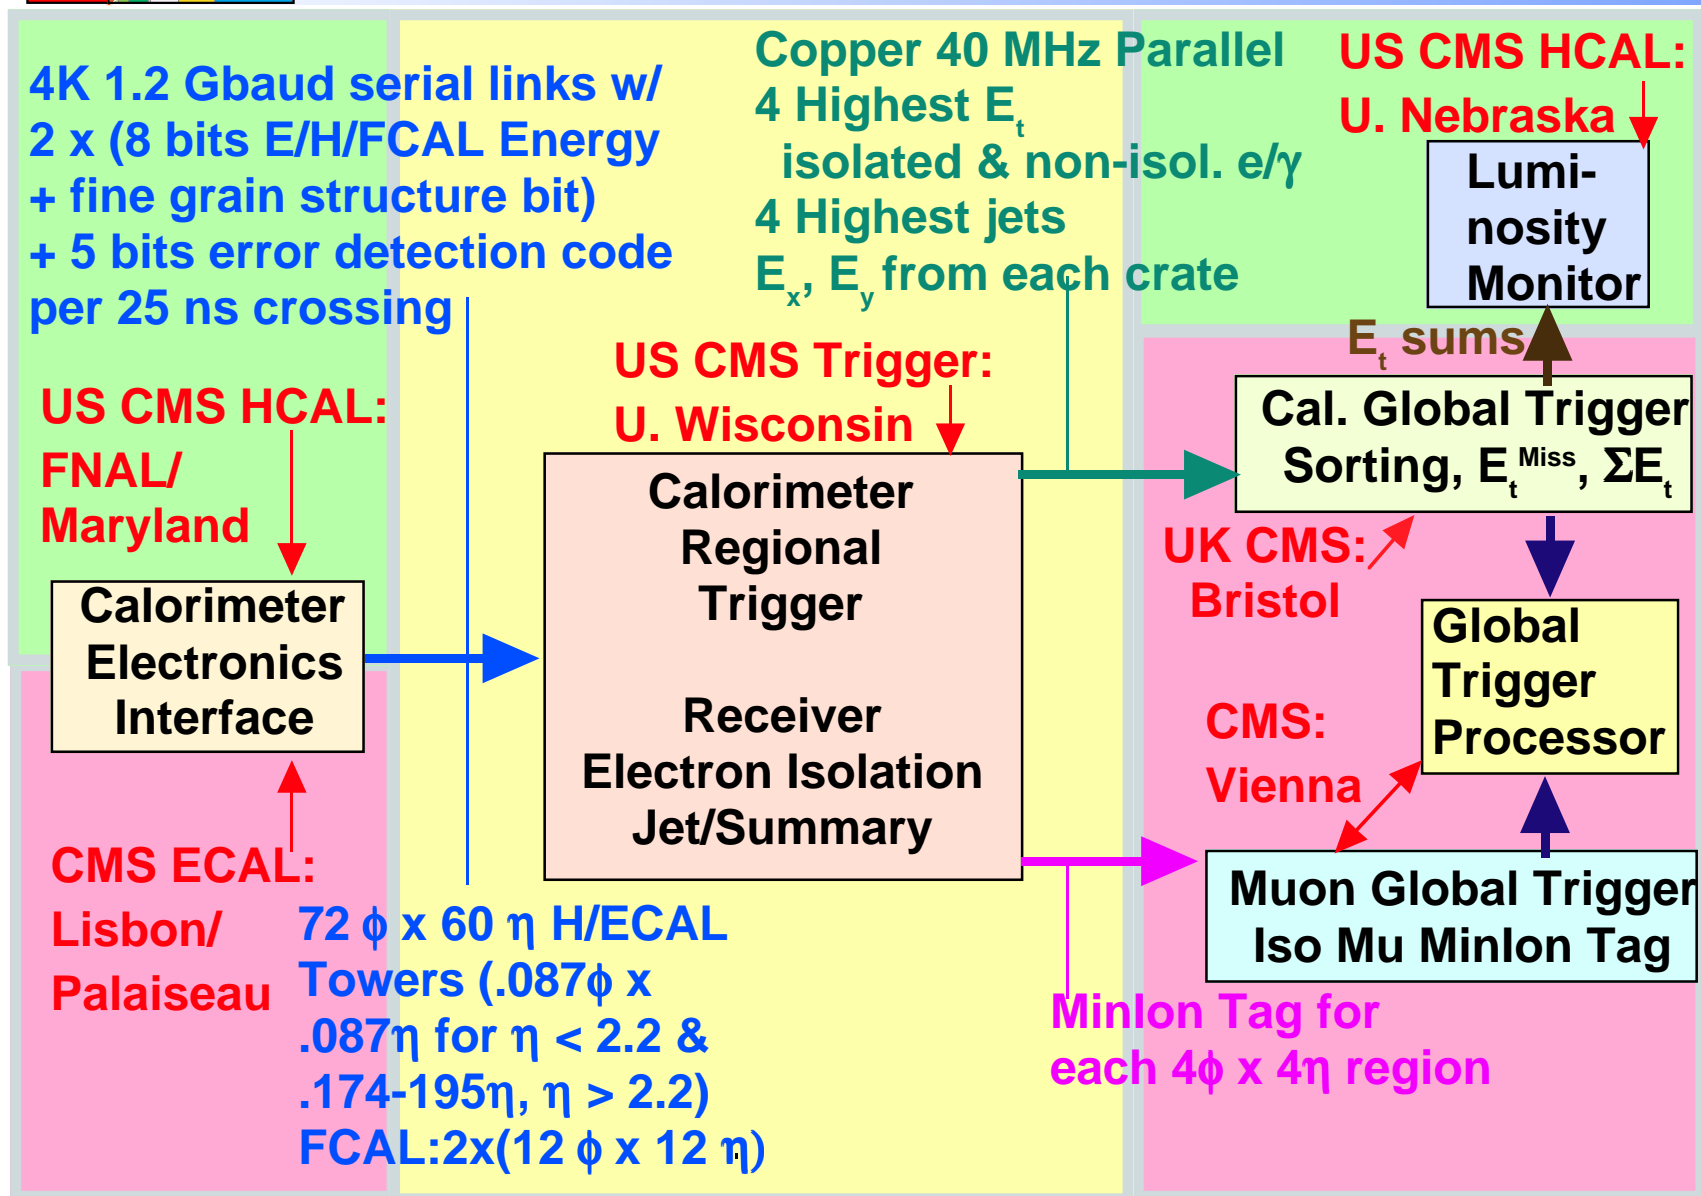 4K 1.2 Gbaud serial links w/
2 x (8 bits E/H/FCAL Energy
+ fine grain structure bit)
+ 5 bits error detection code
per 25 ns crossing
Copper 40 MHz Parallel
4 Highest Et
isolated & non-isol. e/γ
4 Highest jets
Ex, Ey from each crate
US CMS HCAL:
U. Nebraska
Lumi-
nosity
Monitor
Et sums
US CMS HCAL:
FNAL/
Maryland
US CMS Trigger:
U. Wisconsin
Cal. Global Trigger
Sorting, Et Miss, ΣEt
Calorimeter
Electronics
Interface
Calorimeter
Regional
Trigger
Receiver
Electron Isolation
Jet/Summary
UK CMS:
Bristol
Global
Trigger
Processor
CMS:
Vienna
Muon Global Trigger
Iso Mu MinIon Tag
CMS ECAL:
Lisbon/
Palaiseau
72 ϕ x 60 η H/ECAL
Towers (.087ϕ x
.087η for η < 2.2 &
.174-195η, η > 2.2)
FCAL:2x(12 ϕ x 12 η)
MinIon Tag for
each 4ϕ x 4η region